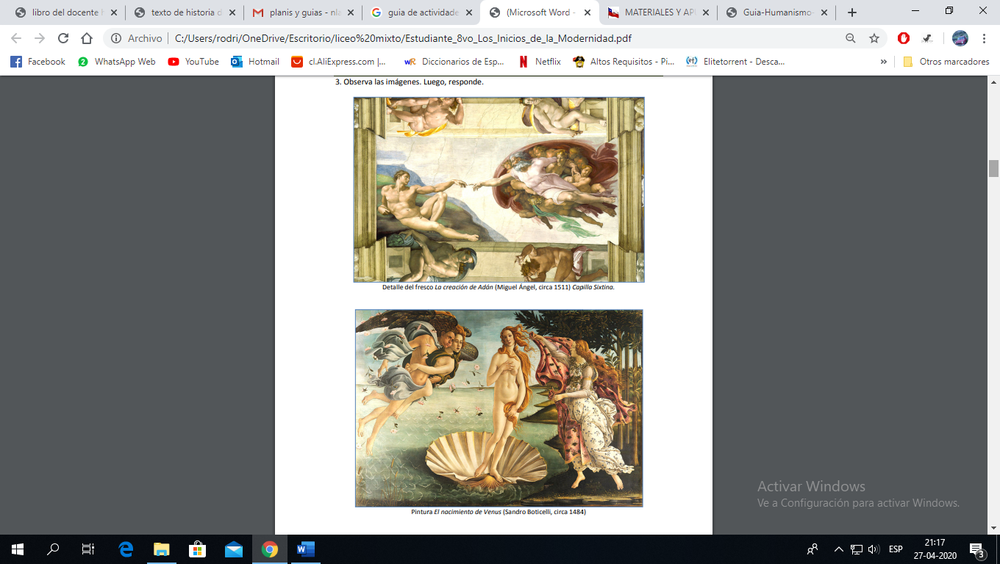 libro del docente h
texto de historia d
planis y guias - nla
guia de actividade
(Microsoft Word -
MATERIALES Y AP
Guia-Humanismo-
Archivo
C:/Users/rodri/OneDrive/Escritorio/liceo%20mixto/Estudiante_8vo_Los_Inicios_de_la_Modernidad.pdf
Facebook
WhatsApp Web
YouTube
Hotmail
cl.AliExpress.com |...
wR Diccionarios de Esp...
Netflix
Altos Requisitos - Pi...
Elitetorrent - Desca...
»
Otros marcadores
3. Observa las imágenes. Luego, responde.
Detalle del fresco La creación de Adán (Miguel Ángel, circa 1511) Capilla Sixtina.
Pintura El nacimiento de Venus (Sandro Boticelli, circa 1484)
Activar Windows
Ve a Configuración para activar Windows.
ESP
21:17
27-04-2020
3